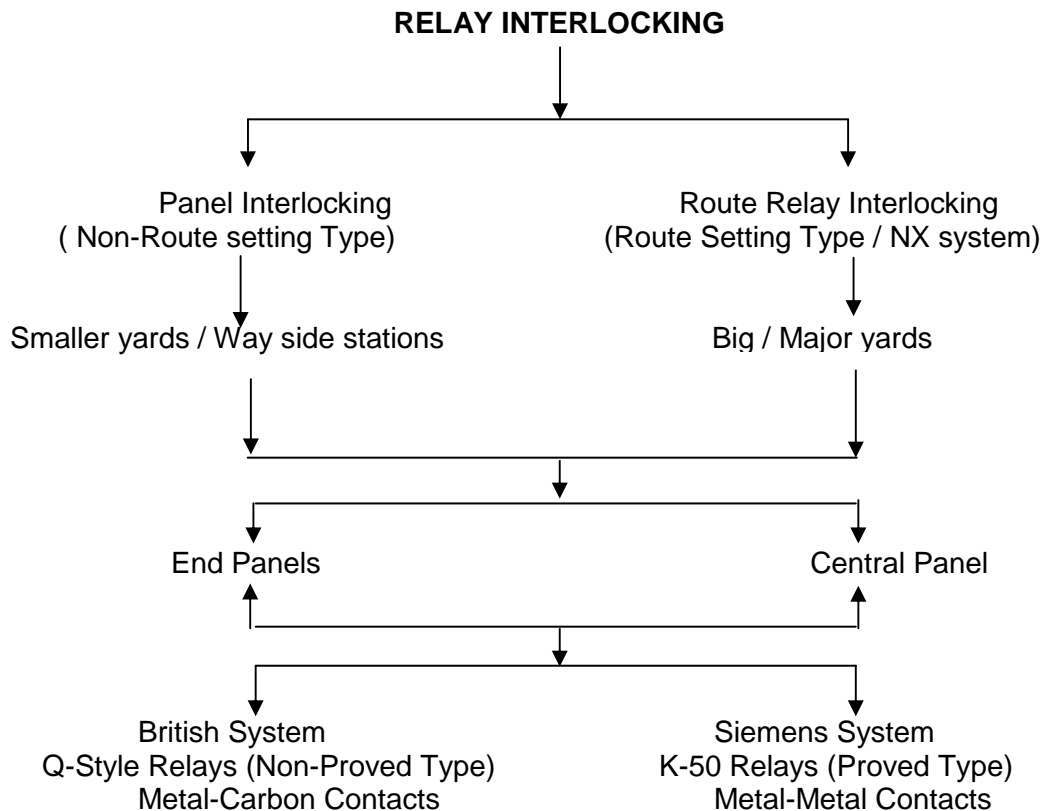 RELAY INTERLOCKING
Panel Interlocking
( Non-Route setting Type)
Route Relay Interlocking
(Route Setting Type / NX system)
Smaller yards / Way side stations
Big / Major yards
End Panels
Central Panel
British System
Q-Style Relays (Non-Proved Type)
Metal-Carbon Contacts
Siemens System
K-50 Relays (Proved Type)
Metal-Metal Contacts